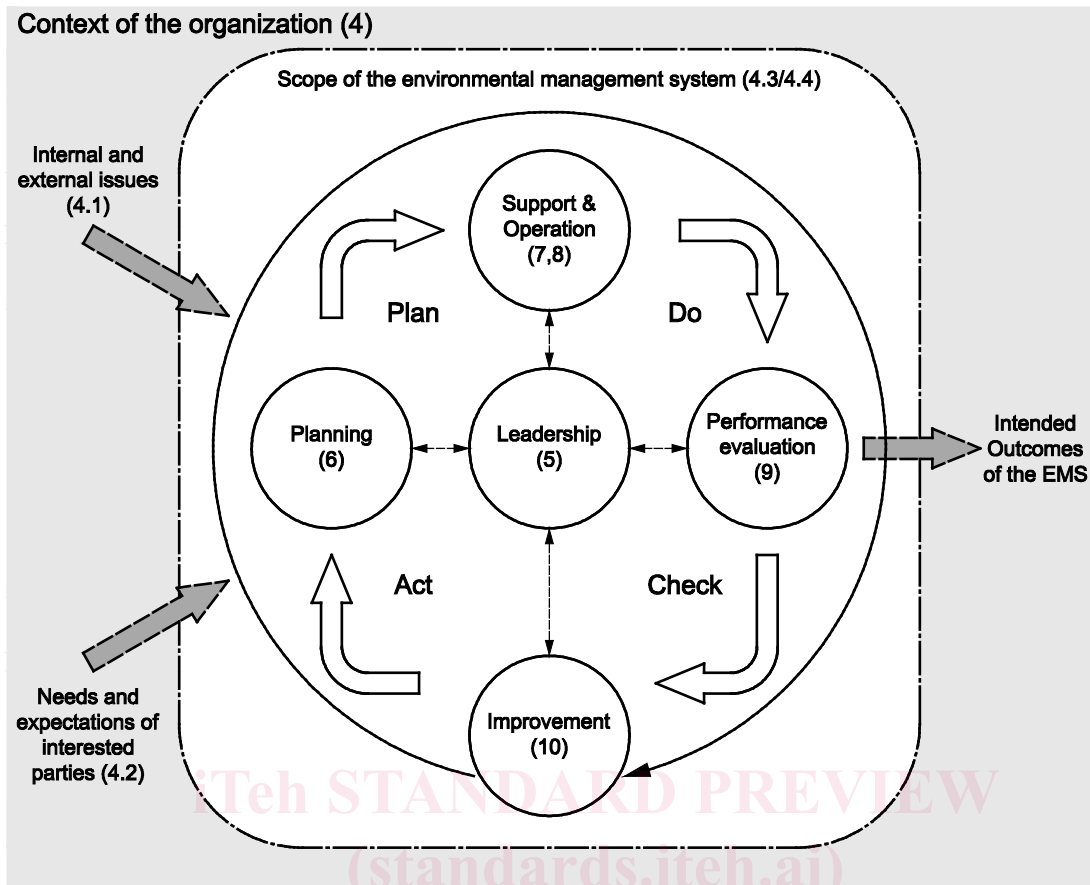 Context of the organization (4)
Scope of the environmental management system (4.3/4.4)
Internal and
external issues
(4.1)
Support &
Operation
(7,8)
Plan
Do
Planning
(6)
Leadership
(5)
Performance
evaluation
(9)
Intended
Outcomes
of the EMS
Act
Check
Needs and
expectations of
interested
parties (4.2)
Improvement
(10)
iTeh STANDARD PREVIEW
(standards.iteh.ai)